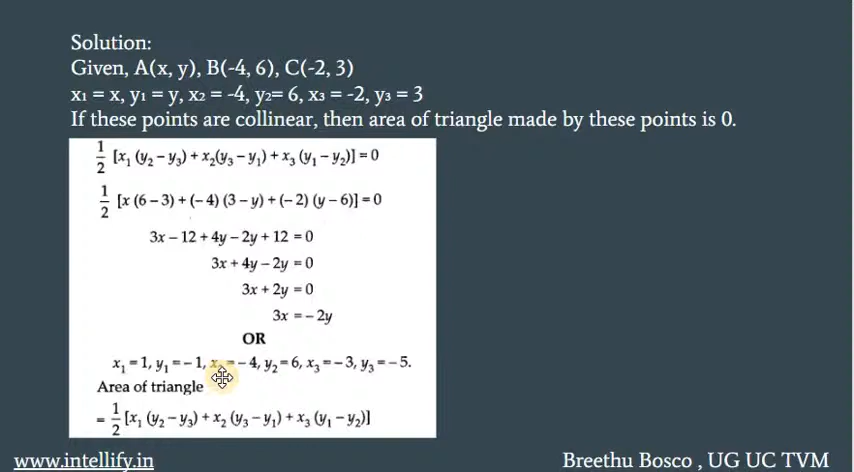 Solution:
Given, A(x, y), B(-4, 6), C(-2, 3)
x₁ = x, y₁ = y, x₂ = -4, y₂= 6, x₃ = -2, y₃ = 3
If these points are collinear, then area of triangle made by these points is 0.
1/2 [x₁ (y₂ − y₃) + x₂(y₃ − y₁) + x₃ (y₁ − y₂)] = 0
1/2 [x (6 − 3) + (− 4) (3 − y) + (− 2) (y − 6)] = 0
3x − 12 + 4y − 2y + 12 = 0
3x + 4y − 2y = 0
3x + 2y = 0
3x = − 2y
OR
x₁ = 1, y₁ = − 1, x₂ = − 4, y₂ = 6, x₃ = − 3, y₃ = − 5.
Area of triangle
= 1/2 [x₁ (y₂ − y₃) + x₂ (y₃ − y₁) + x₃ (y₁ − y₂)]
www.intellify.in
Breethu Bosco , UG UC TVM